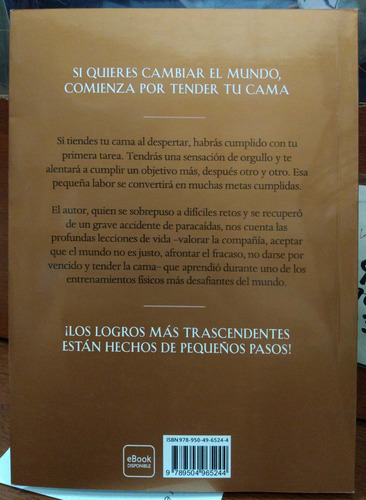 SI QUIERES CAMBIAR EL MUNDO,
COMIENZA POR TENDER TU CAMA
Si tiendes tu cama al despertar, habrás cumplido con tu
primera tarea. Tendrás una sensación de orgullo y te
alentará a cumplir un objetivo más, después otro y otro. Esa
pequeña labor se convertirá en muchas metas cumplidas.
El autor, quien se sobrepuso a difíciles retos y se recuperó
de un grave accidente de paracaídas, nos cuenta las
profundas lecciones de vida –valorar la compañía, aceptar
que el mundo no es justo, afrontar el fracaso, no darse por
vencido y tender la cama– que aprendió durante uno de los
entrenamientos físicos más desafiantes del mundo.
¡LOS LOGROS MÁS TRASCENDENTES
ESTÁN HECHOS DE PEQUEÑOS PASOS!
eBook
DISPONIBLE
ISBN 978-950-49-6524-4
9 789504 965244